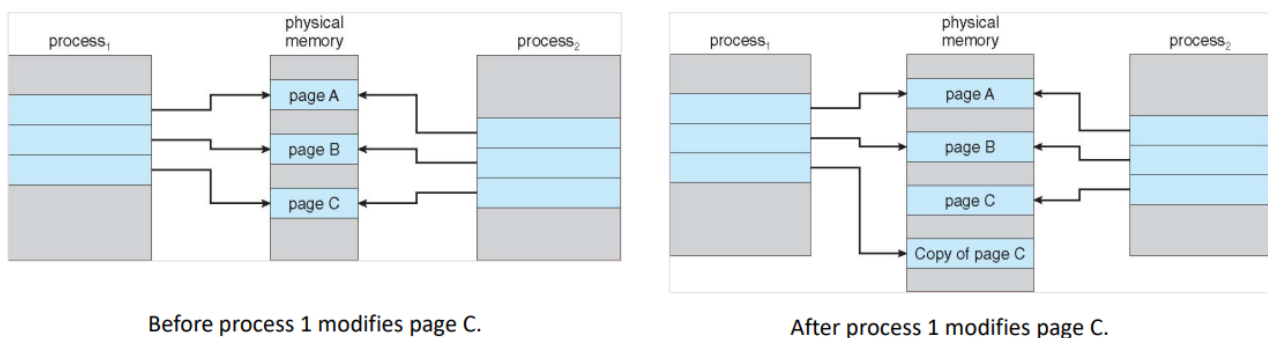 process₁
physical
memory
process₂
page A
page B
page C
Before process 1 modifies page C.
process₁
physical
memory
process₂
page A
page B
page C
Copy of page C
After process 1 modifies page C.